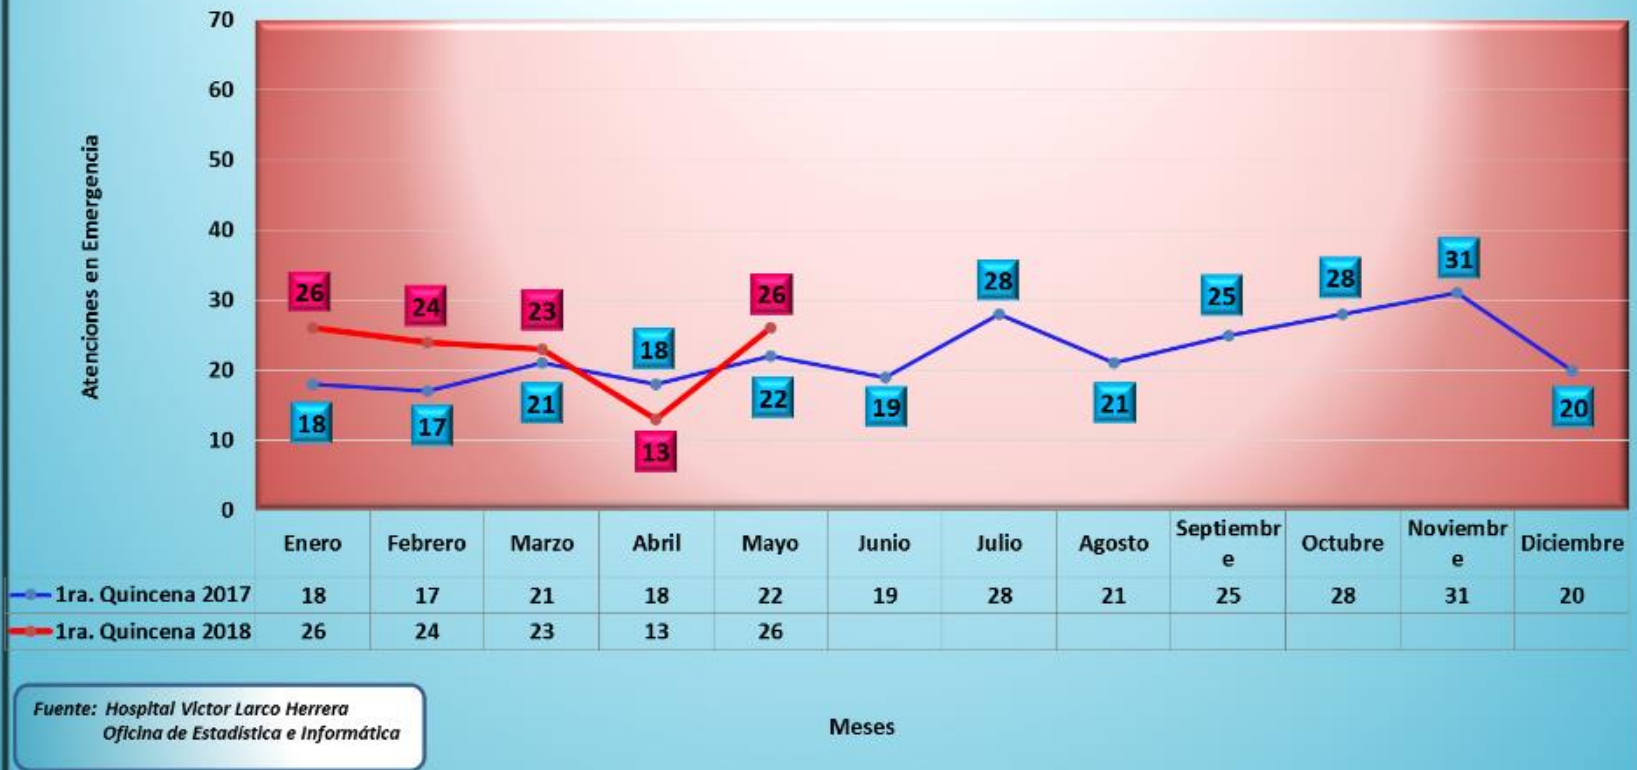 70
60
50
40
30
20
10
0
Atenciones en Emergencia
26 24 23 13 26
18 17 21 18 22 19 28 21 25 28 31 20
Enero Febrero Marzo Abril Mayo Junio Julio Agosto Septiembre Octubre Noviembre Diciembre
1ra. Quincena 2017 18 17 21 18 22 19 28 21 25 28 31 20
1ra. Quincena 2018 26 24 23 13 26
Meses
Fuente: Hospital Victor Larco Herrera
Oficina de Estadística e Informática